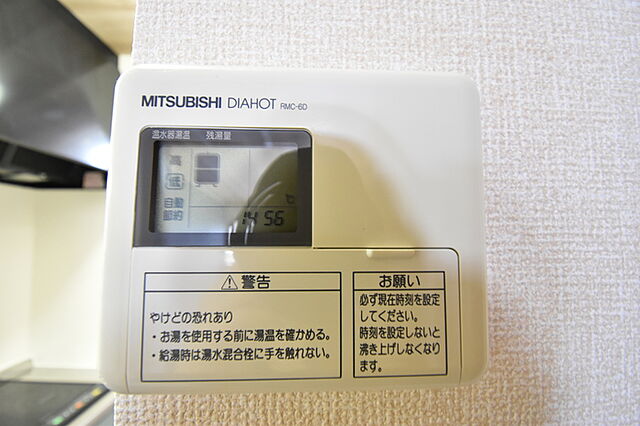 MITSUBISHI DIAHOT RMC-6D
温水器湯温 残湯量
高
低
℃
自動
節約
14 56
⚠警告
やけどの恐れあり
・お湯を使用する前に湯温を確かめる。
・給湯時は湯水混合栓に手を触れない。
お願い
必ず現在時刻を設定
してください。
時刻を設定しないと
沸き上げしなくなり
ます。